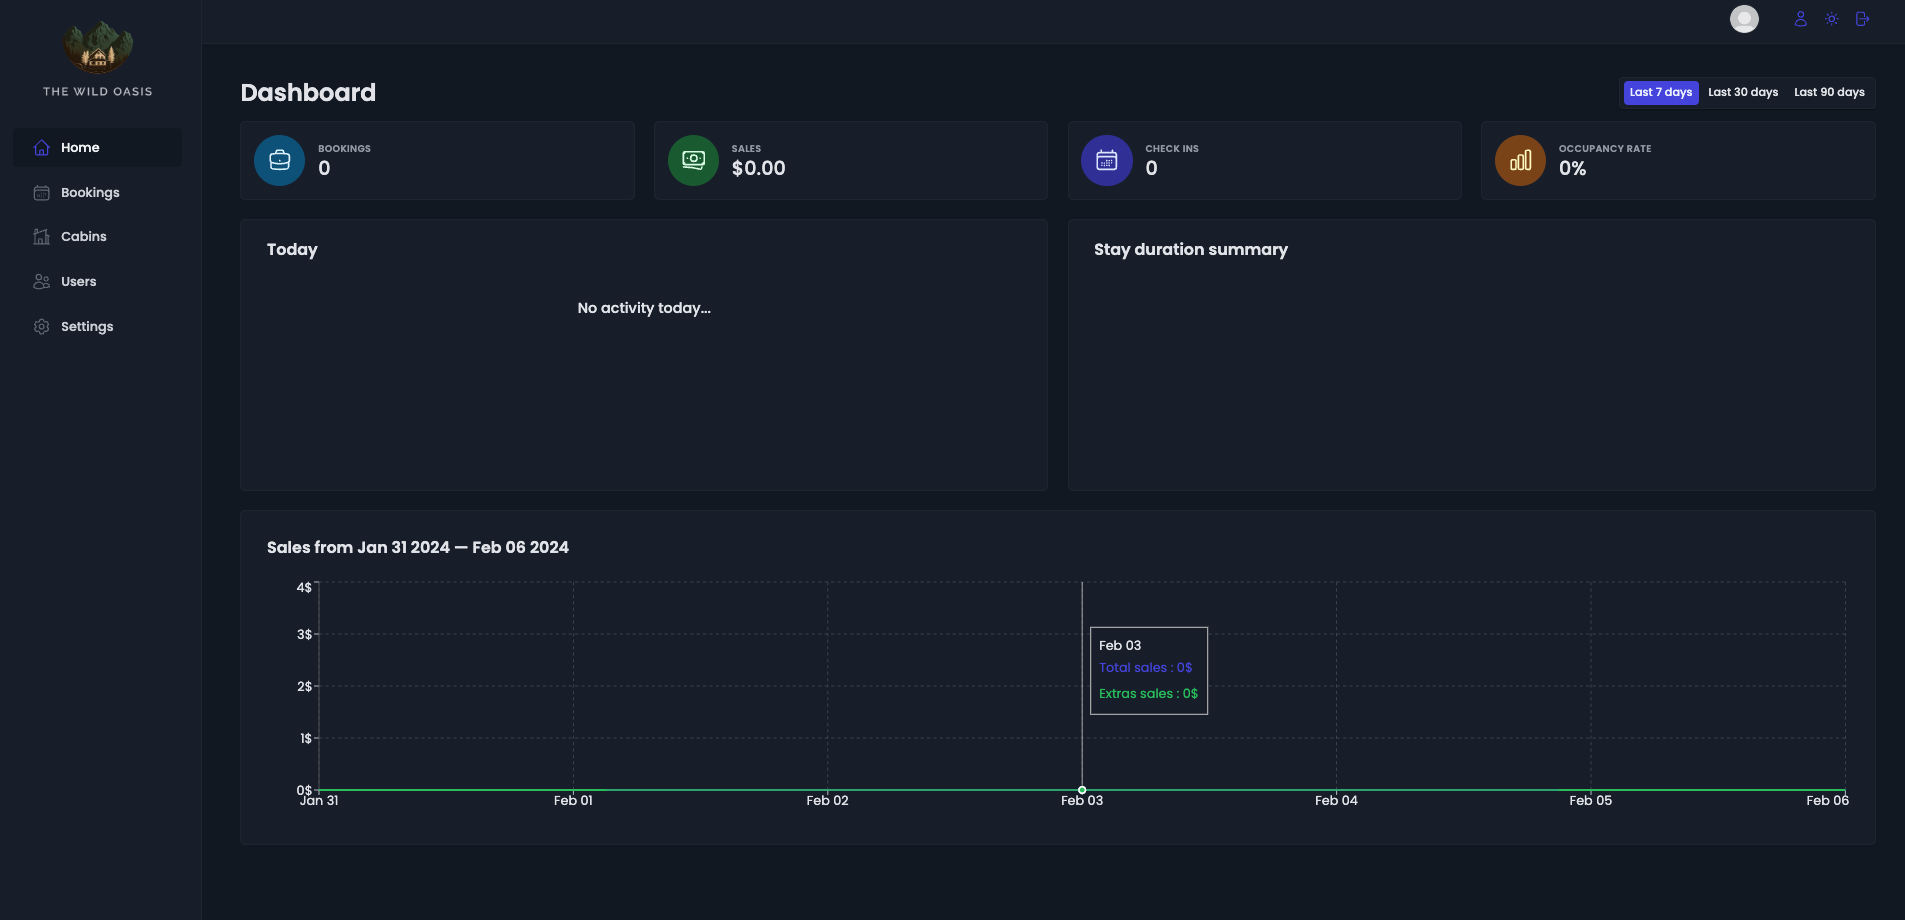 THE WILD OASIS
Home
Bookings
Cabins
Users
Settings
Dashboard
Last 7 days
Last 30 days
Last 90 days
BOOKINGS
0
SALES
$0.00
CHECK INS
0
OCCUPANCY RATE
0%
Today
No activity today...
Stay duration summary
Sales from Jan 31 2024 — Feb 06 2024
4$
3$
2$
1$
0$
Feb 03
Total sales : 0$
Extras sales : 0$
Jan 31
Feb 01
Feb 02
Feb 03
Feb 04
Feb 05
Feb 06